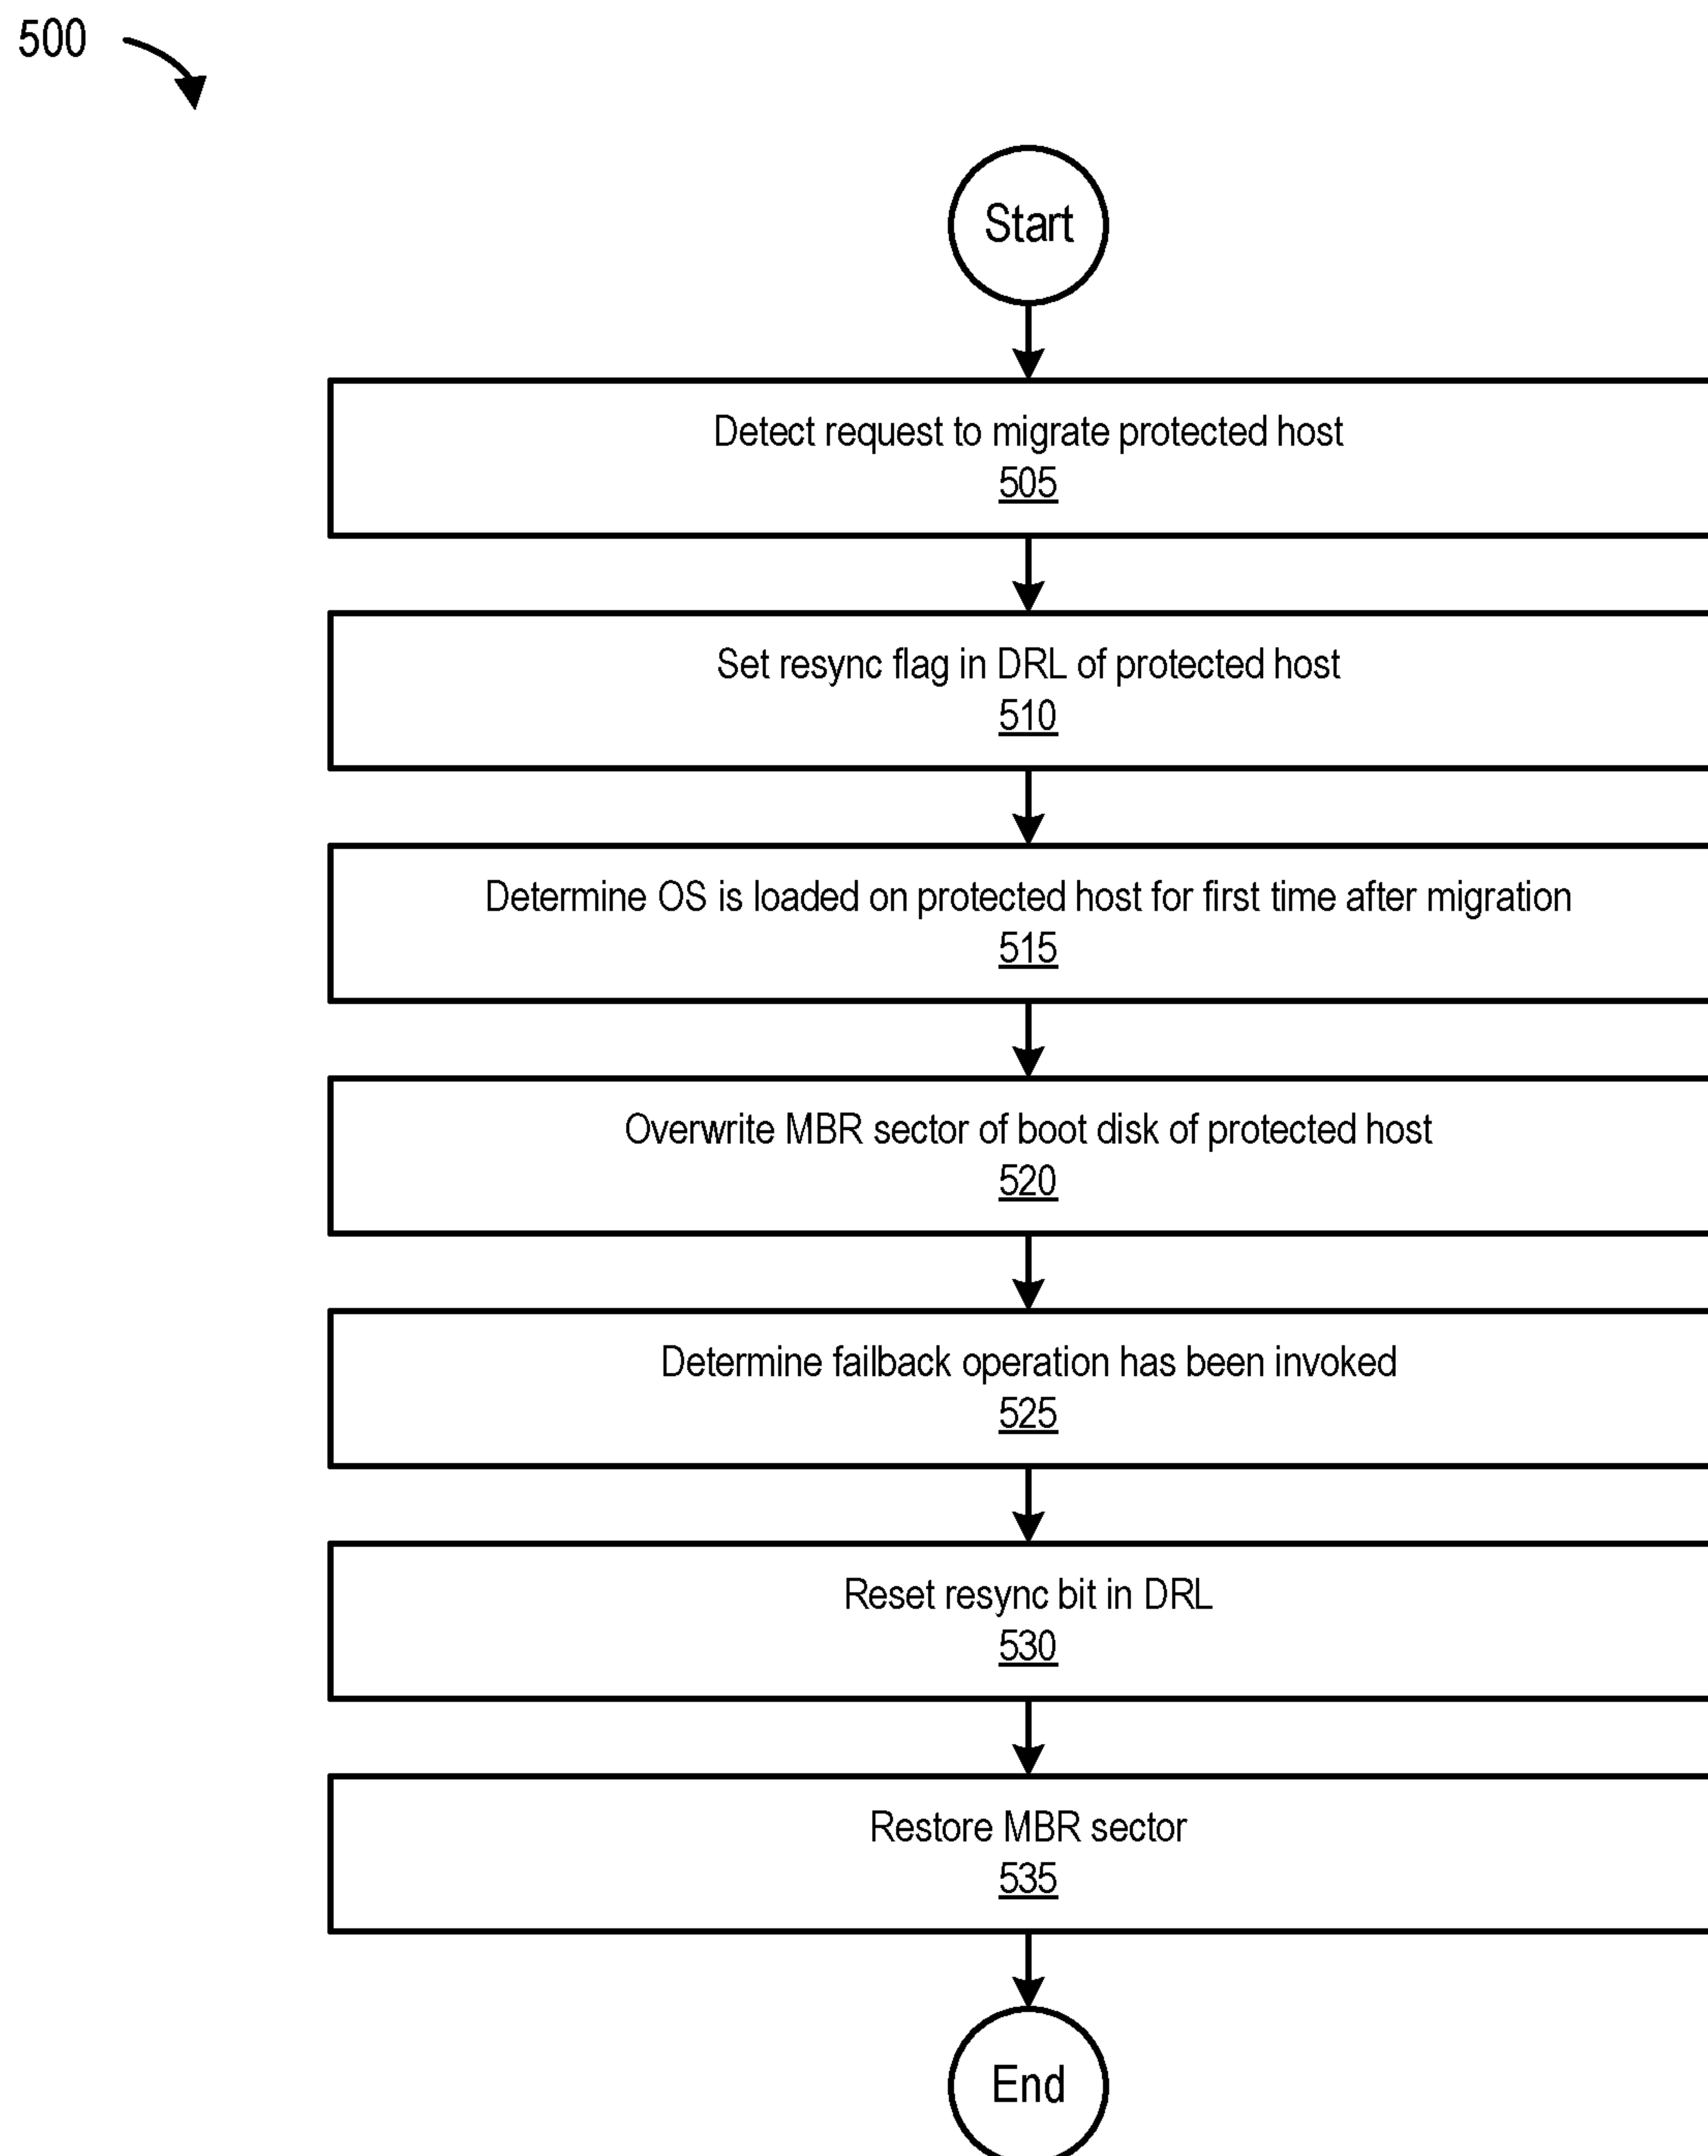 500
Start
Detect request to migrate protected host
505
Set resync flag in DRL of protected host
510
Determine OS is loaded on protected host for first time after migration
515
Overwrite MBR sector of boot disk of protected host
520
Determine failback operation has been invoked
525
Reset resync bit in DRL
530
Restore MBR sector
535
End